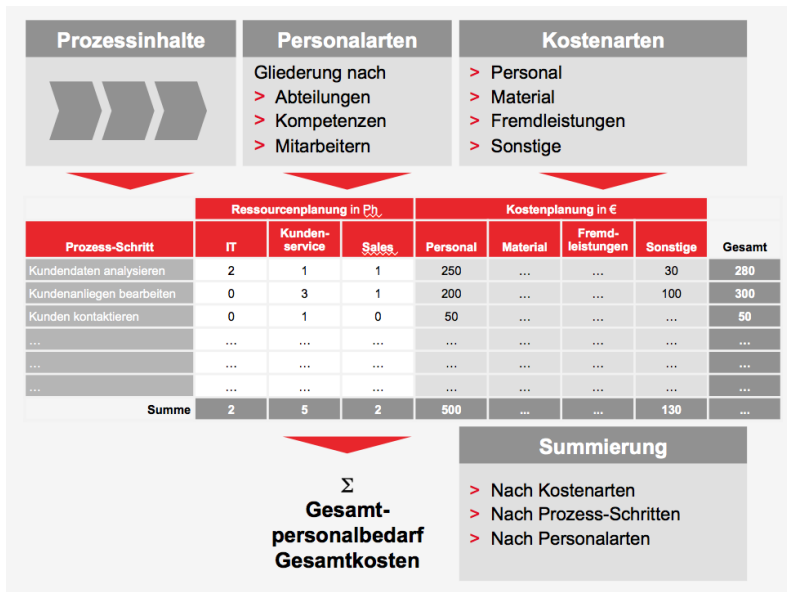 Prozessinhalte
Personalarten
Gliederung nach
> Abteilungen
> Kompetenzen
> Mitarbeitern
Kostenarten
> Personal
> Material
> Fremdleistungen
> Sonstige
Ressourcenplanung in Ph Kostenplanung in €
Prozess-Schritt IT Kunden-service Sales Personal Material Fremd-leistungen Sonstige Gesamt
Kundendaten analysieren 2 1 1 250 ... ... 30 280
Kundenanliegen bearbeiten 0 3 1 200 ... ... 100 300
Kunden kontaktieren 0 1 0 50 ... ... ... 50
... ... ... ... ... ... ... ... ...
... ... ... ... ... ... ... ... ...
... ... ... ... ... ... ... ... ...
Summe 2 5 2 500 ... ... 130 ...
Σ
Gesamt-
personalbedarf
Gesamtkosten
Summierung
> Nach Kostenarten
> Nach Prozess-Schritten
> Nach Personalarten